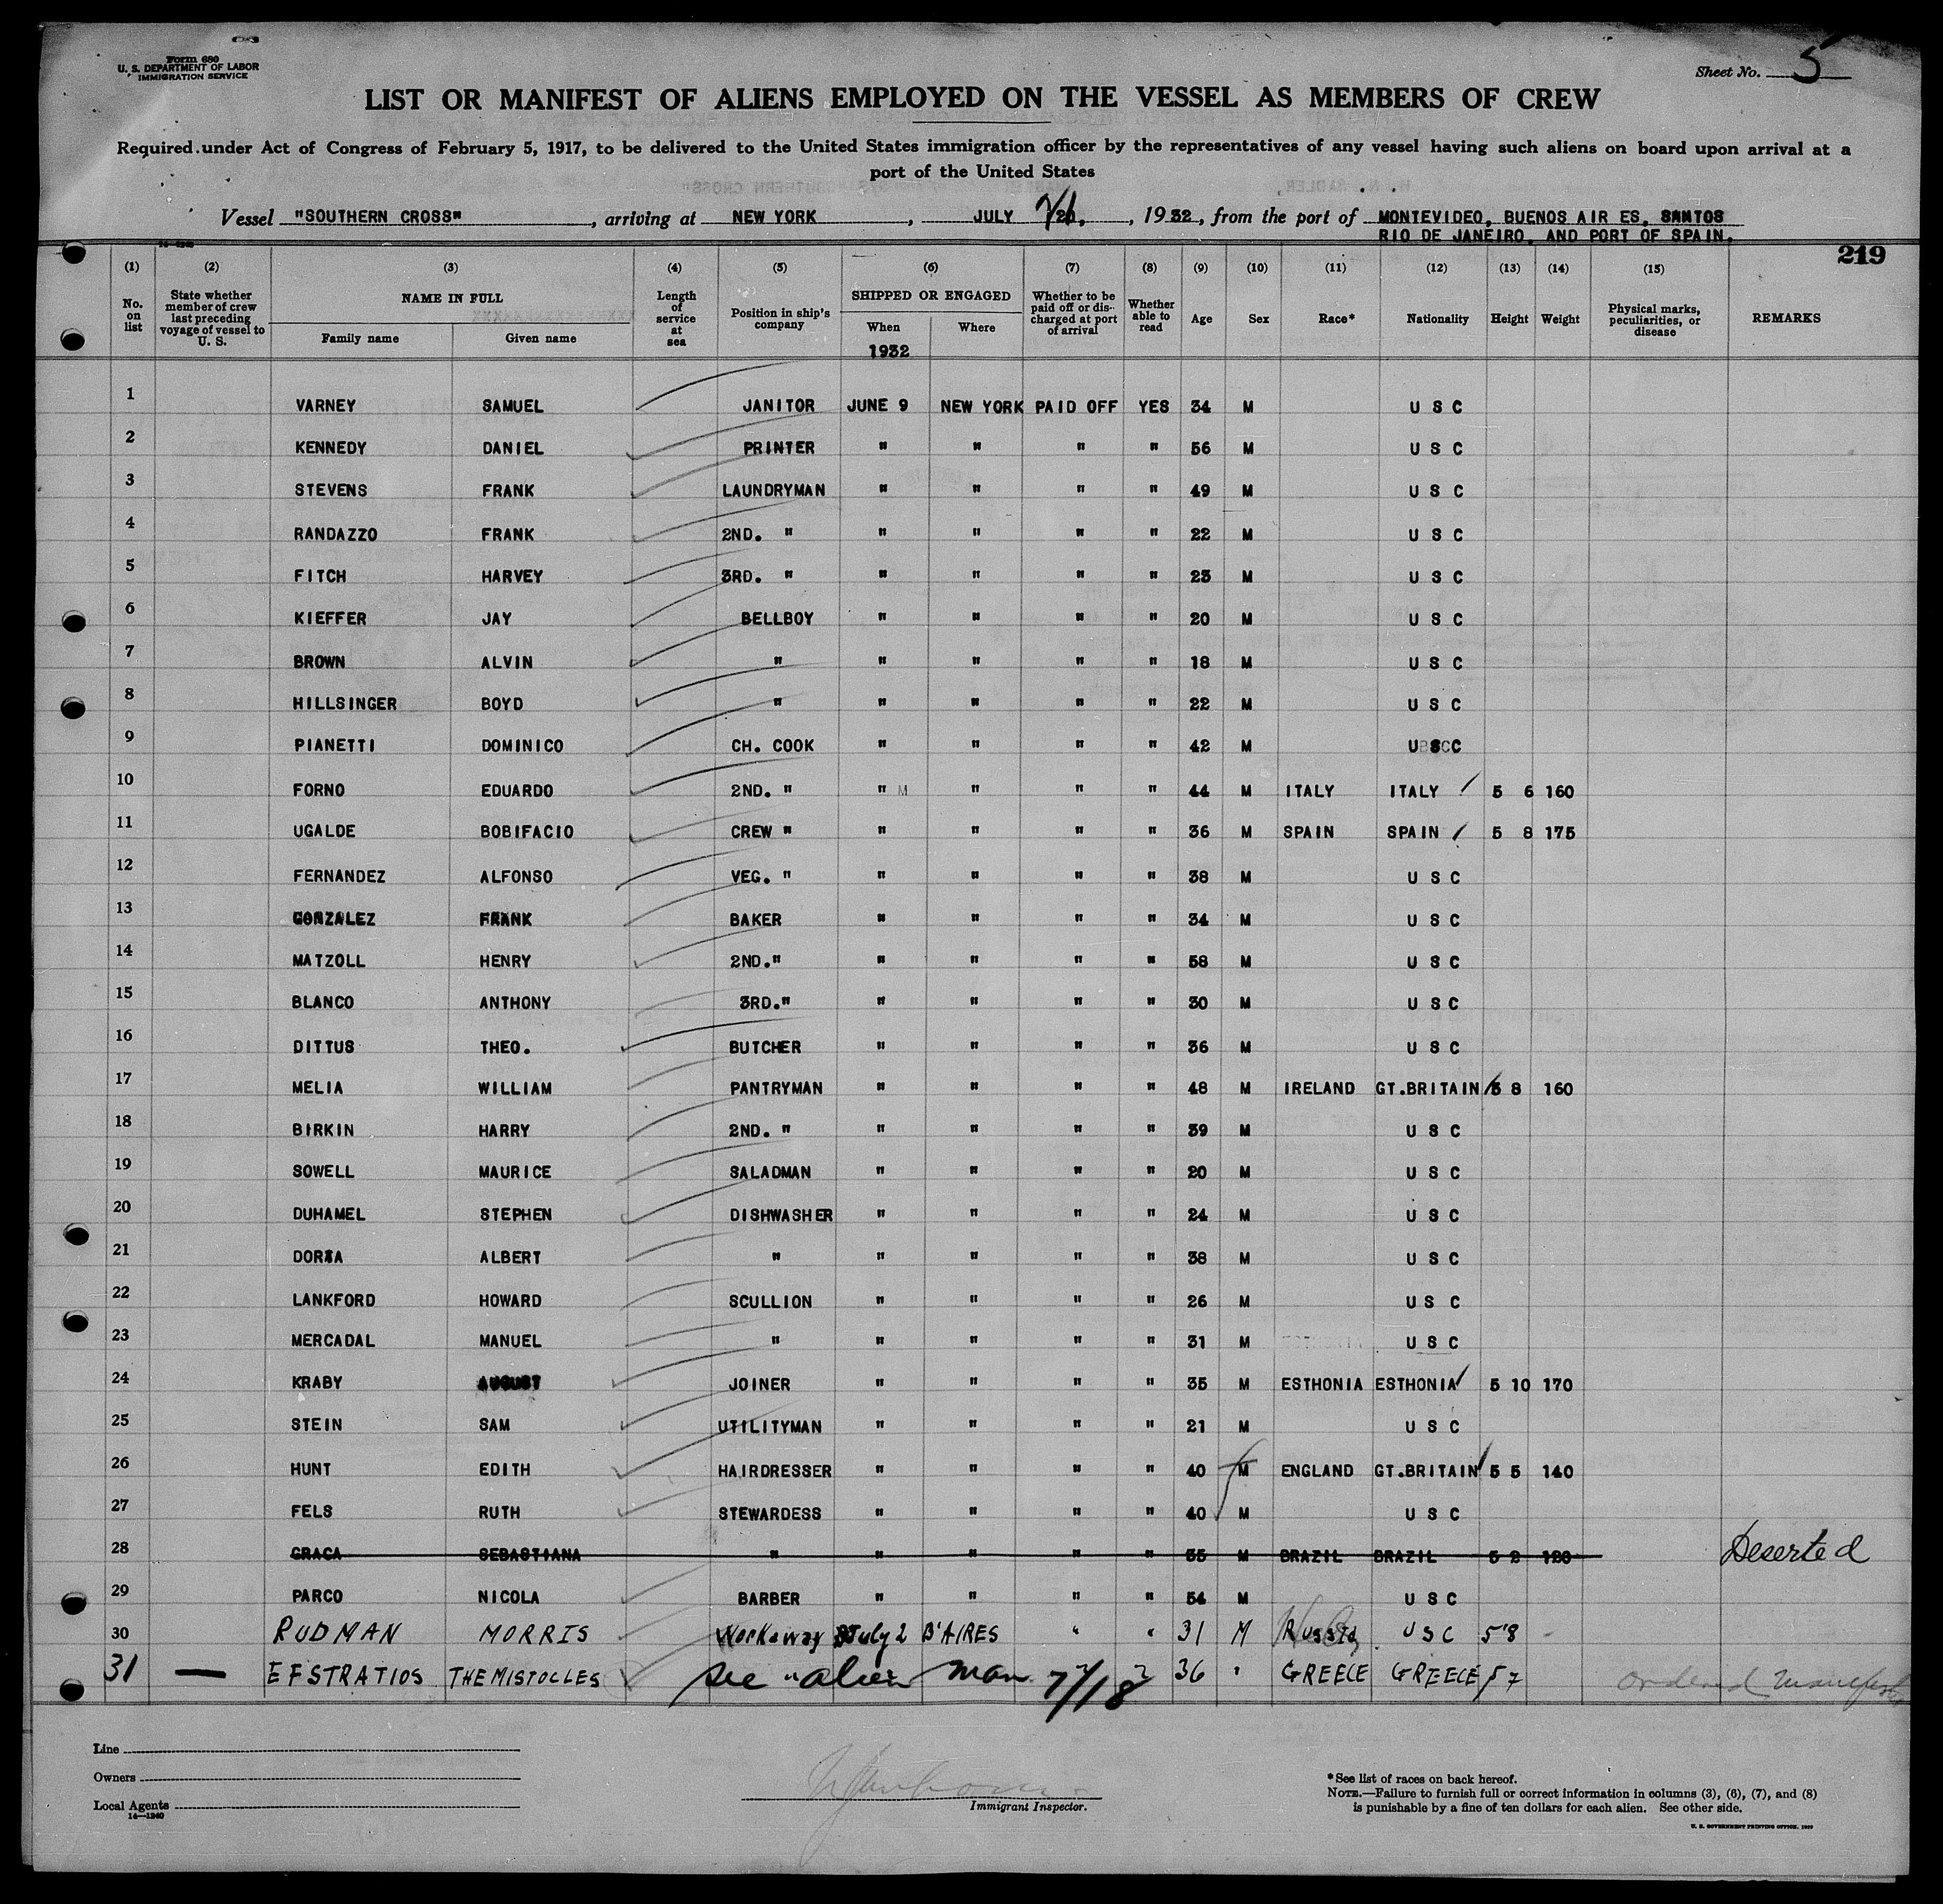 Form 680
U. S. DEPARTMENT OF LABOR
IMMIGRATION SERVICE
Sheet No. 5
LIST OR MANIFEST OF ALIENS EMPLOYED ON THE VESSEL AS MEMBERS OF CREW
Required under Act of Congress of February 5, 1917, to be delivered to the United States immigration officer by the representatives of any vessel having such aliens on board upon arrival at a
port of the United States
Vessel "SOUTHERN CROSS", arriving at NEW YORK, JULY , 1932, from the port of MONTEVIDEO, BUENOS AIR ES, SANTOS
RIO DE JANEIRO, AND PORT OF SPAIN.
14—1240
219
(1) (2) (3) (4) (5) (6) (7) (8) (9) (10) (11) (12) (13) (14) (15)
No. on list State whether member of crew last preceding voyage of vessel to U. S. NAME IN FULL Family name Given name Length of service at sea Position in ship's company SHIPPED OR ENGAGED When Where Whether to be paid off or discharged at port of arrival Whether able to read Age Sex Race* Nationality Height Weight Physical marks, peculiarities, or disease REMARKS
1932
1 VARNEY SAMUEL JANITOR JUNE 9 NEW YORK PAID OFF YES 34 M U S C
2 KENNEDY DANIEL PRINTER " " " " 56 M U S C
3 STEVENS FRANK LAUNDRYMAN " " " " 49 M U S C
4 RANDAZZO FRANK 2ND. " " " " " 22 M U S C
5 FITCH HARVEY 3RD. " " " " " 23 M U S C
6 KIEFFER JAY BELLBOY " " " " 20 M U S C
7 BROWN ALVIN " " " " " 18 M U S C
8 HILLSINGER BOYD " " " " " 22 M U S C
9 PIANETTI DOMINICO CH. COOK " " " " 42 M U S C
10 FORNO EDUARDO 2ND. " " M " " " 44 M ITALY ITALY 5 6 160
11 UGALDE BOBIFACIO CREW " " " " " 36 M SPAIN SPAIN 5 8 175
12 FERNANDEZ ALFONSO VEG. " " " " " 38 M U S C
13 GONZALEZ FRANK BAKER " " " " 34 M U S C
14 MATZOLL HENRY 2ND." " " " " 58 M U S C
15 BLANCO ANTHONY 3RD." " " " " 30 M U S C
16 DITTUS THEO. BUTCHER " " " " 36 M U S C
17 MELIA WILLIAM PANTRYMAN " " " " 48 M IRELAND GT.BRITAIN 5 8 160
18 BIRKIN HARRY 2ND. " " " " " 39 M U S C
19 SOWELL MAURICE SALADMAN " " " " 20 M U S C
20 DUHAMEL STEPHEN DISHWASHER " " " " 24 M U S C
21 DORSA ALBERT " " " " " 38 M U S C
22 LANKFORD HOWARD SCULLION " " " " 26 M U S C
23 MERCADAL MANUEL " " " " " 31 M U S C
24 KRABY AUGUST JOINER " " " " 35 M ESTHONIA ESTHONIA 5 10 170
25 STEIN SAM UTILITYMAN " " " " 21 M U S C
26 HUNT EDITH HAIRDRESSER " " " " 40 M ENGLAND GT.BRITAIN 5 5 140
27 FELS RUTH STEWARDESS " " " " 40 M U S C
28 GRACA SEBASTIANA " " " " " 35 M BRAZIL BRAZIL 5 2 120 Deserted
29 PARCO NICOLA BARBER " " " " 54 M U S C
30 RUDMAN MORRIS Workaway July 2 B'AIRES " " 31 M Russia USC 5'8 -
31 — EFSTRATIOS THEMISTOLLES see "alien man 7/18 36 " GREECE GREECE 5 7 ordered manifested
Line
Owners
Local Agents
14—1240
Immigrant Inspector.
*See list of races on back hereof.
NOTE.—Failure to furnish full or correct information in columns (3), (6), (7), and (8)
is punishable by a fine of ten dollars for each alien. See other side.
U. S. GOVERNMENT PRINTING OFFICE.